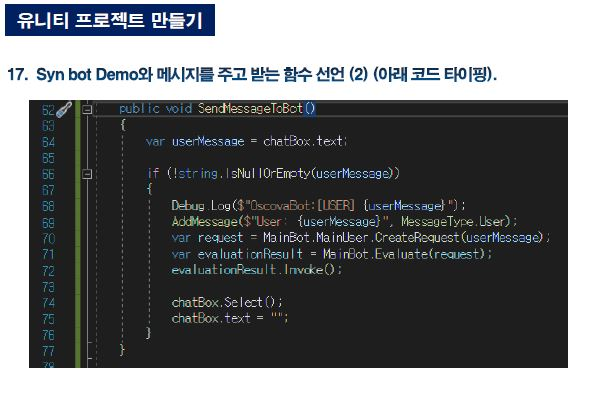 유니티 프로젝트 만들기
17. Syn bot Demo와 메시지를 주고 받는 함수 선언 (2) (아래 코드 타이핑).
62 public void SendMessageToBot()
63 {
64 var userMessage = chatBox.text;
65
66 if (!string.IsNullOrEmpty(userMessage))
67 {
68 Debug.Log($"OscovaBot:[USER] {userMessage}");
69 AddMessage($"User: {userMessage}", MessageType.User);
70 var request = MainBot.MainUser.CreateRequest(userMessage);
71 var evaluationResult = MainBot.Evaluate(request);
72 evaluationResult.Invoke();
73
74 chatBox.Select();
75 chatBox.text = "";
76 }
77 }
78